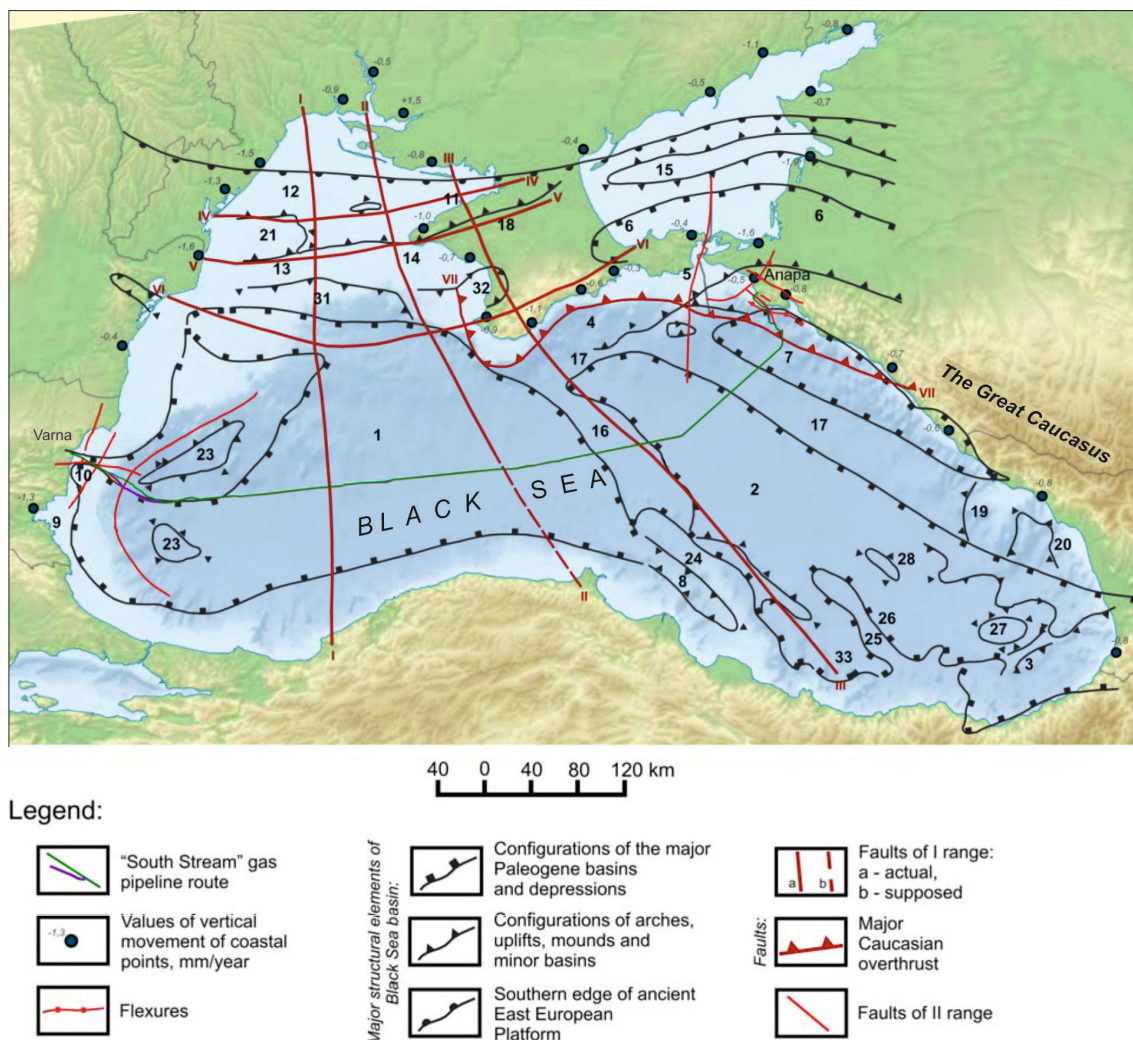 -0,8
-1,1
-0,5
-0,9
-0,5
I
II
+1,5
-0,7
-0,4
-1,5
-0,8
III
-1,9
15
12
-1,3
IV
11
V
IV
-1,0
18
6
6
21
-0,4
-1,6
-1,6
V
13
14
-0,7
VI
5
-0,3
Anapa
VII
-0,5
-0,8
VI
31
32
-0,6
-0,9
-1,1
4
-0,4
17
7
-0,7
VII
The Great Caucasus
Varna
1
16
17
-0,6
23
10
BLACK SEA
2
-1,3
9
19
-0,8
20
23
24
28
8
II
26
27
25
I
33
3
-0,8
III
40 0 40 80 120 km
Legend:
"South Stream" gas
pipeline route
-1,3
Values of vertical
movement of coastal
points, mm/year
Flexures
Major structural elements of
Black Sea basin:
Configurations of the major
Paleogene basins
and depressions
Configurations of arches,
uplifts, mounds and
minor basins
Southern edge of ancient
East European
Platform
Faults:
a
b
Faults of I range:
a - actual,
b - supposed
Major
Caucasian
overthrust
Faults of II range